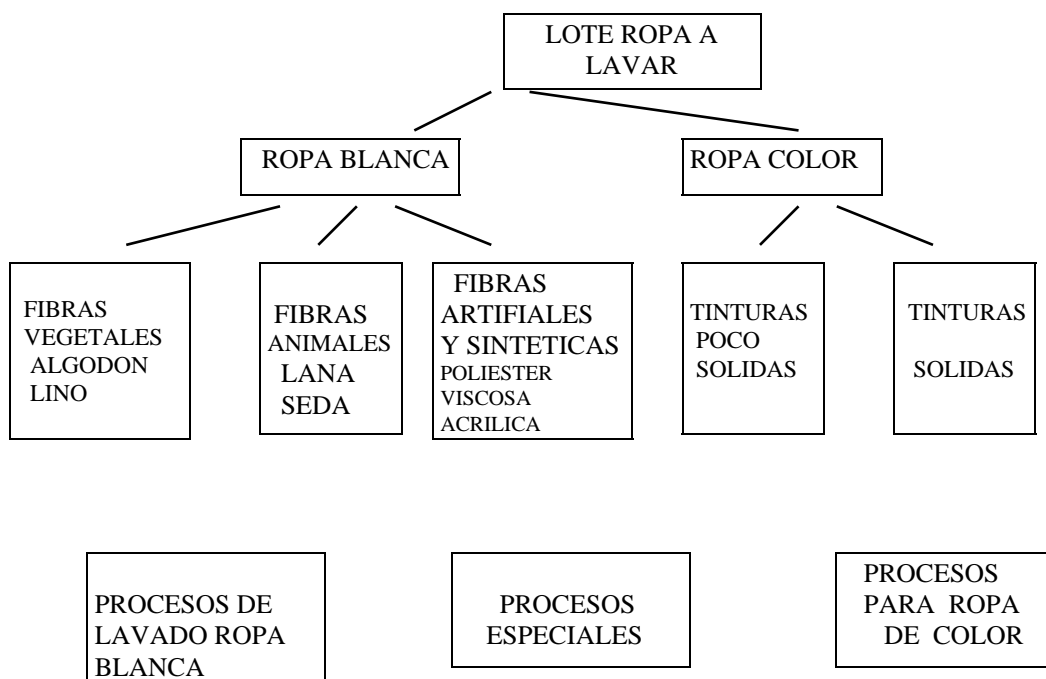 LOTE ROPA A
LAVAR
ROPA BLANCA
ROPA COLOR
FIBRAS
VEGETALES
ALGODON
LINO
FIBRAS
ANIMALES
LANA
SEDA
FIBRAS
ARTIFIALES
Y SINTETICAS
POLIESTER
VISCOSA
ACRILICA
TINTURAS
POCO
SOLIDAS
TINTURAS
SOLIDAS
PROCESOS DE
LAVADO ROPA
BLANCA
PROCESOS
ESPECIALES
PROCESOS
PARA ROPA
DE COLOR